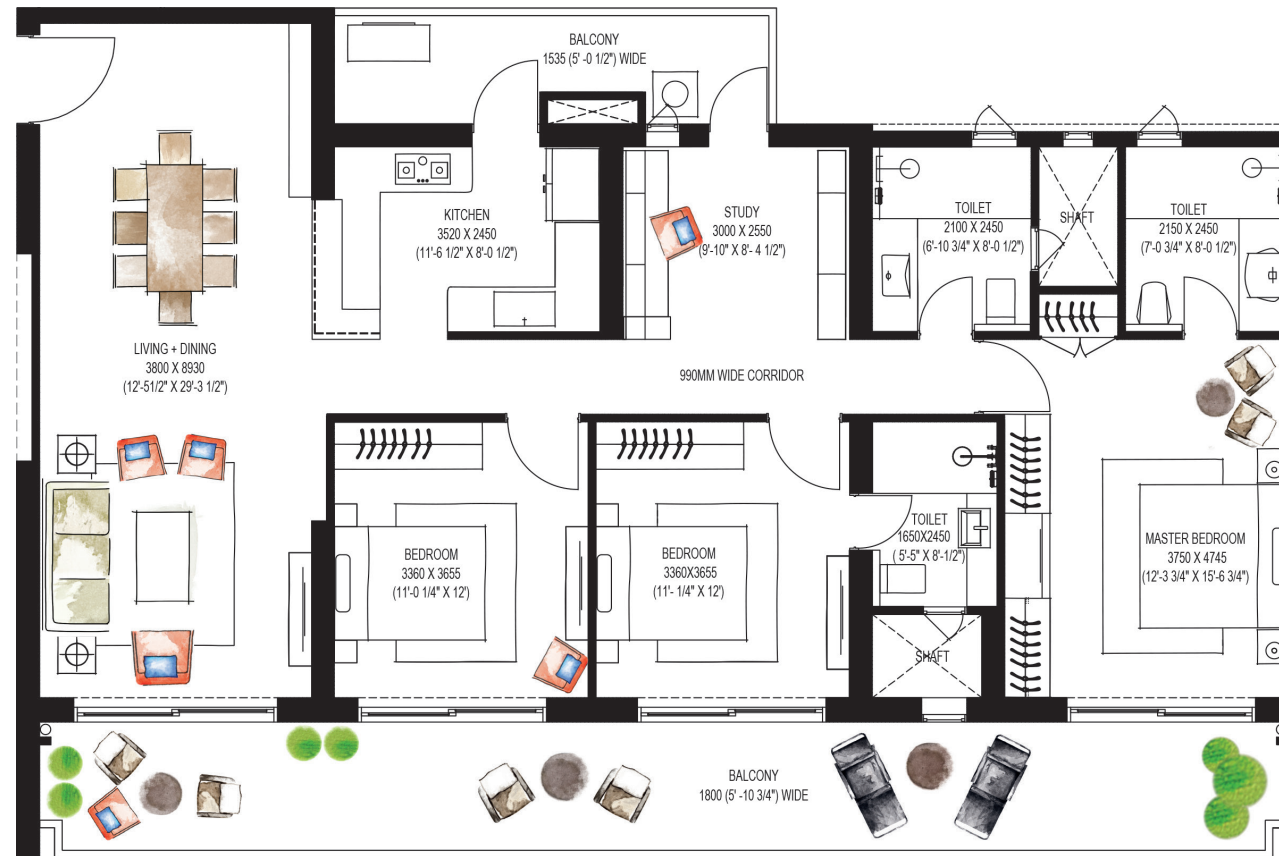 BALCONY
1535 (5' -0 1/2") WIDE
KITCHEN
3520 X 2450
(11'-6 1/2" X 8'-0 1/2")
STUDY
3000 X 2550
(9'-10" X 8'- 4 1/2")
TOILET
2100 X 2450
(6'-10 3/4" X 8'-0 1/2")
SHAFT
TOILET
2150 X 2450
(7'-0 3/4" X 8'-0 1/2")
LIVING + DINING
3800 X 8930
(12'-51/2" X 29'-3 1/2")
990MM WIDE CORRIDOR
BEDROOM
3360 X 3655
(11'-0 1/4" X 12')
BEDROOM
3360X3655
(11'- 1/4" X 12')
TOILET
1650X2450
( 5'-5" X 8'-1/2")
SHAFT
MASTER BEDROOM
3750 X 4745
(12'-3 3/4" X 15'-6 3/4")
BALCONY
1800 (5' -10 3/4") WIDE